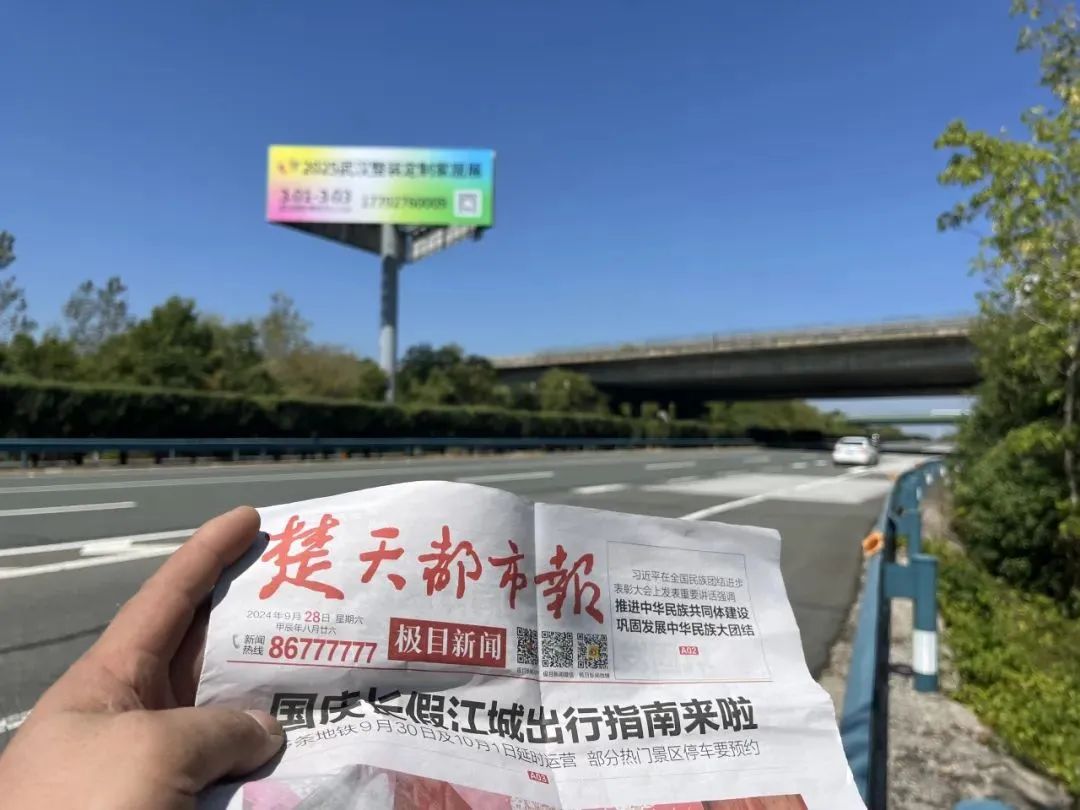 2025武汉整装定制家居展
3.01-3.03
17702760009
楚天都市報
2024年9月28日 星期六
甲辰年八月廿六
新闻热线 86777777
极目新闻
习近平在全国民族团结进步
表彰大会上发表重要讲话强调
推进中华民族共同体建设
巩固发展中华民族大团结
A02
国庆长假江城出行指南来啦
条地铁9月30日及10月1日延时运营 部分热门景区停车要预约
A03